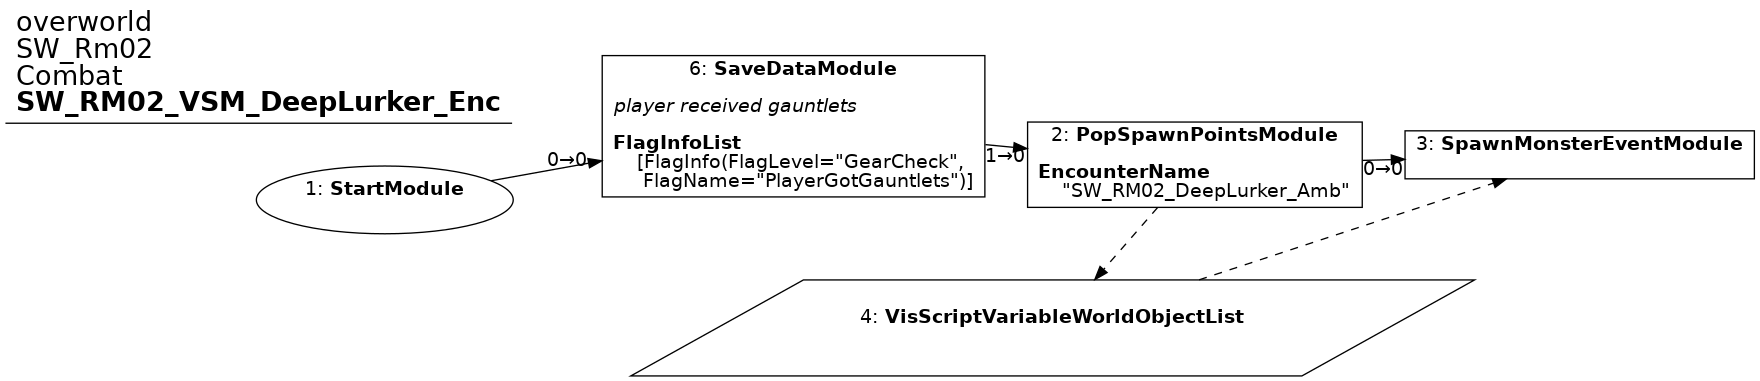 overworld
SW_Rm02
Combat
SW_RM02_VSM_DeepLurker_Enc
1: StartModule
0→0
6: SaveDataModule
player received gauntlets
FlagInfoList
[FlagInfo(FlagLevel="GearCheck",
FlagName="PlayerGotGauntlets")]
1→0
2: PopSpawnPointsModule
EncounterName
"SW_RM02_DeepLurker_Amb"
0→0
3: SpawnMonsterEventModule
4: VisScriptVariableWorldObjectList